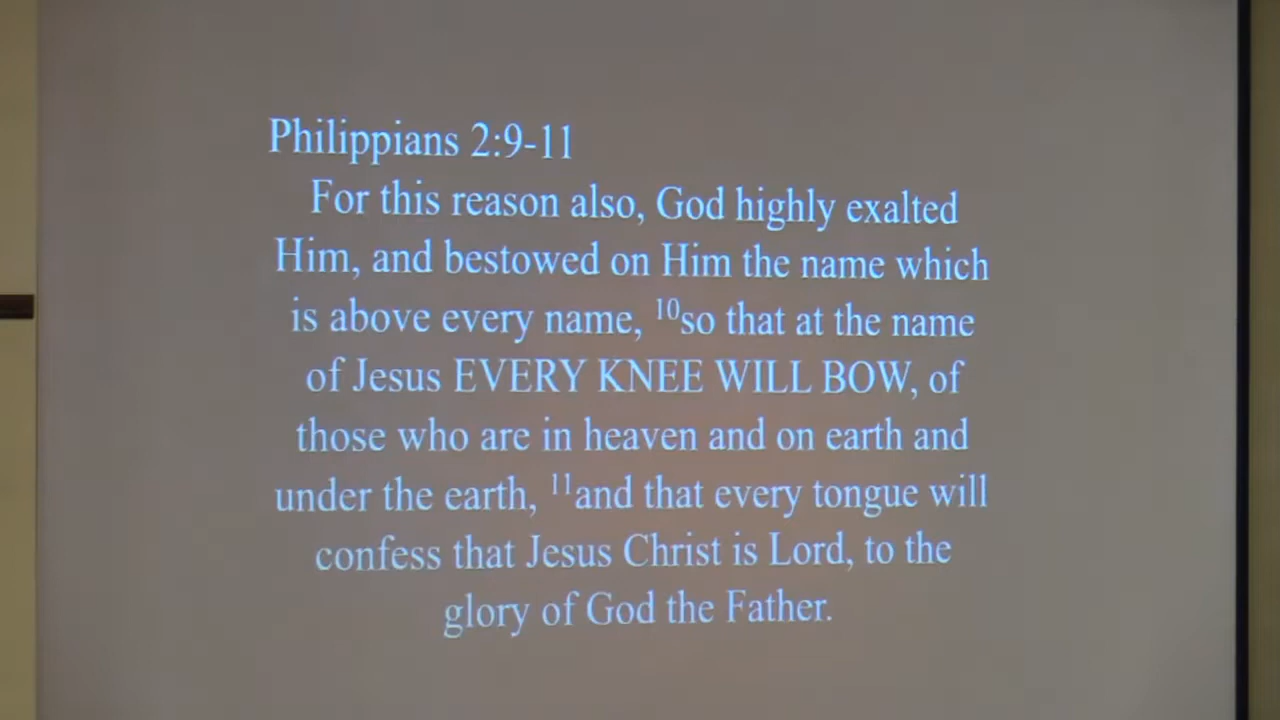 Philippians 2:9-11
For this reason also, God highly exalted
Him, and bestowed on Him the name which
is above every name, ¹⁰so that at the name
of Jesus EVERY KNEE WILL BOW, of
those who are in heaven and on earth and
under the earth, ¹¹and that every tongue will
confess that Jesus Christ is Lord, to the
glory of God the Father.